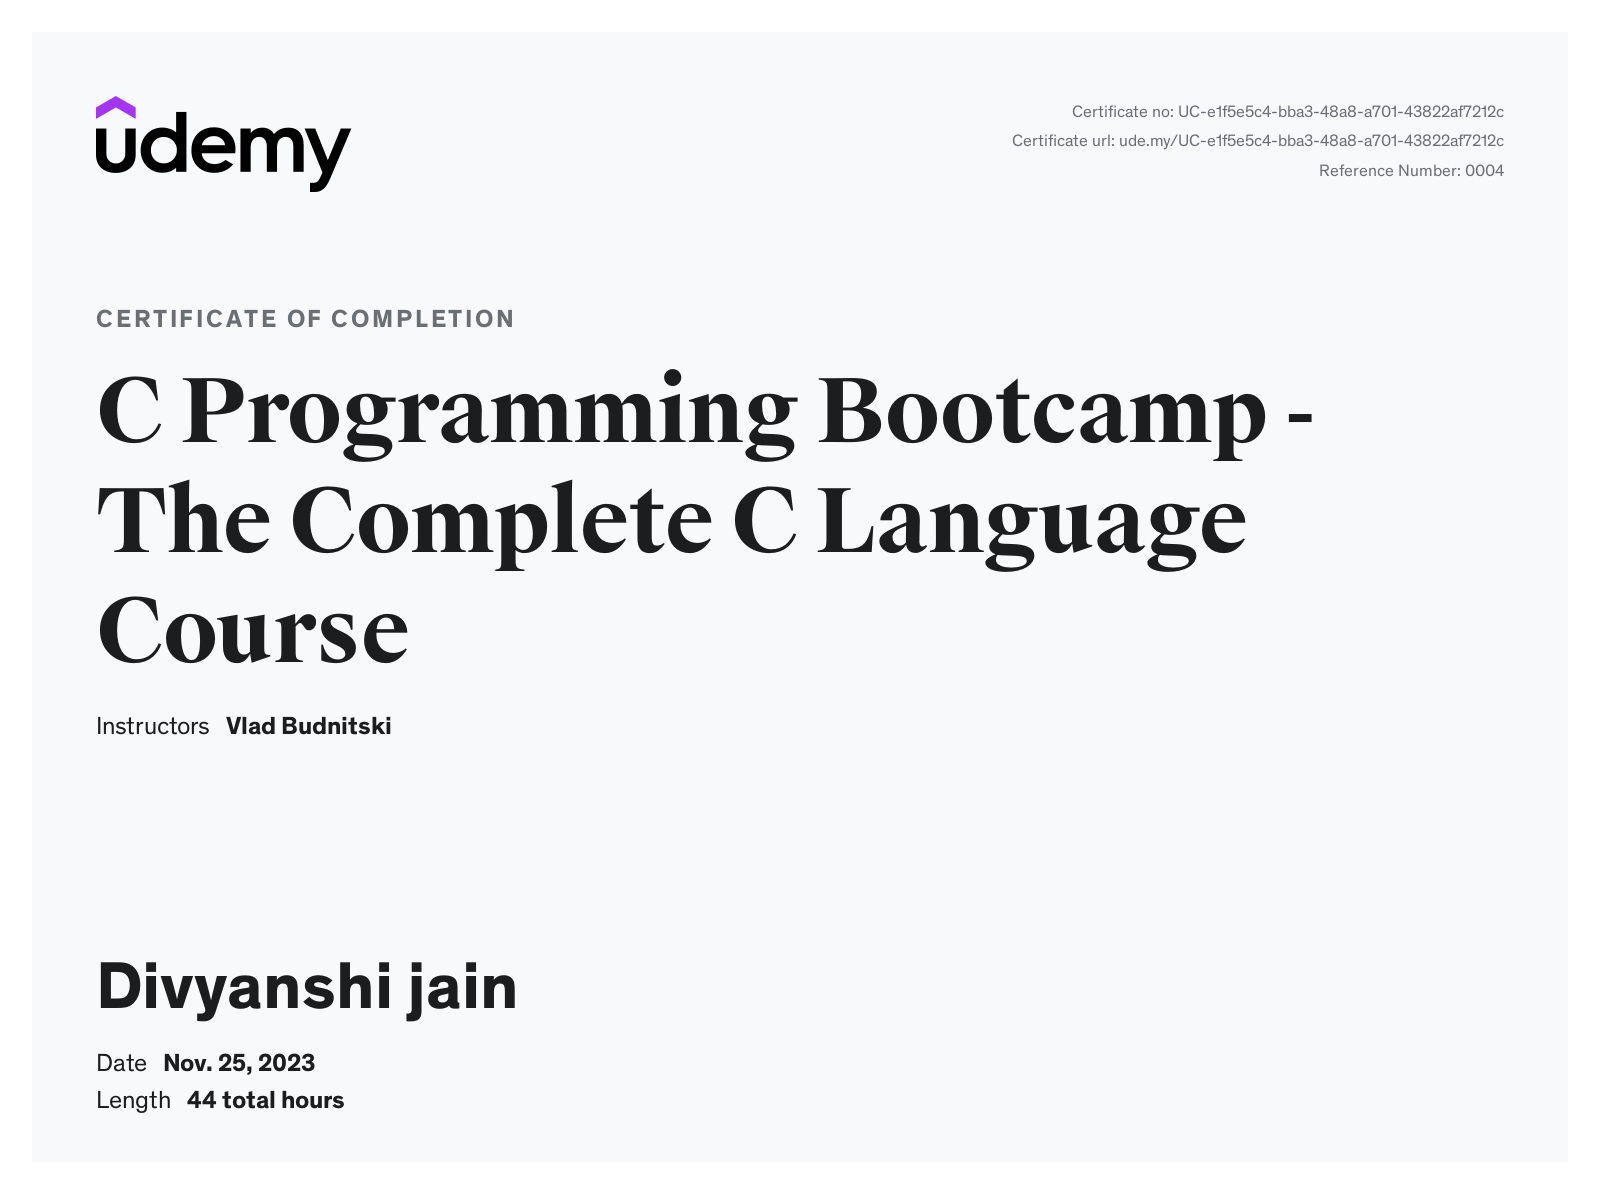 udemy
Certificate no: UC-e1f5e5c4-bba3-48a8-a701-43822af7212c
Certificate url: ude.my/UC-e1f5e5c4-bba3-48a8-a701-43822af7212c
Reference Number: 0004
CERTIFICATE OF COMPLETION
C Programming Bootcamp -
The Complete C Language
Course
Instructors Vlad Budnitski
Divyanshi jain
Date Nov. 25, 2023
Length 44 total hours